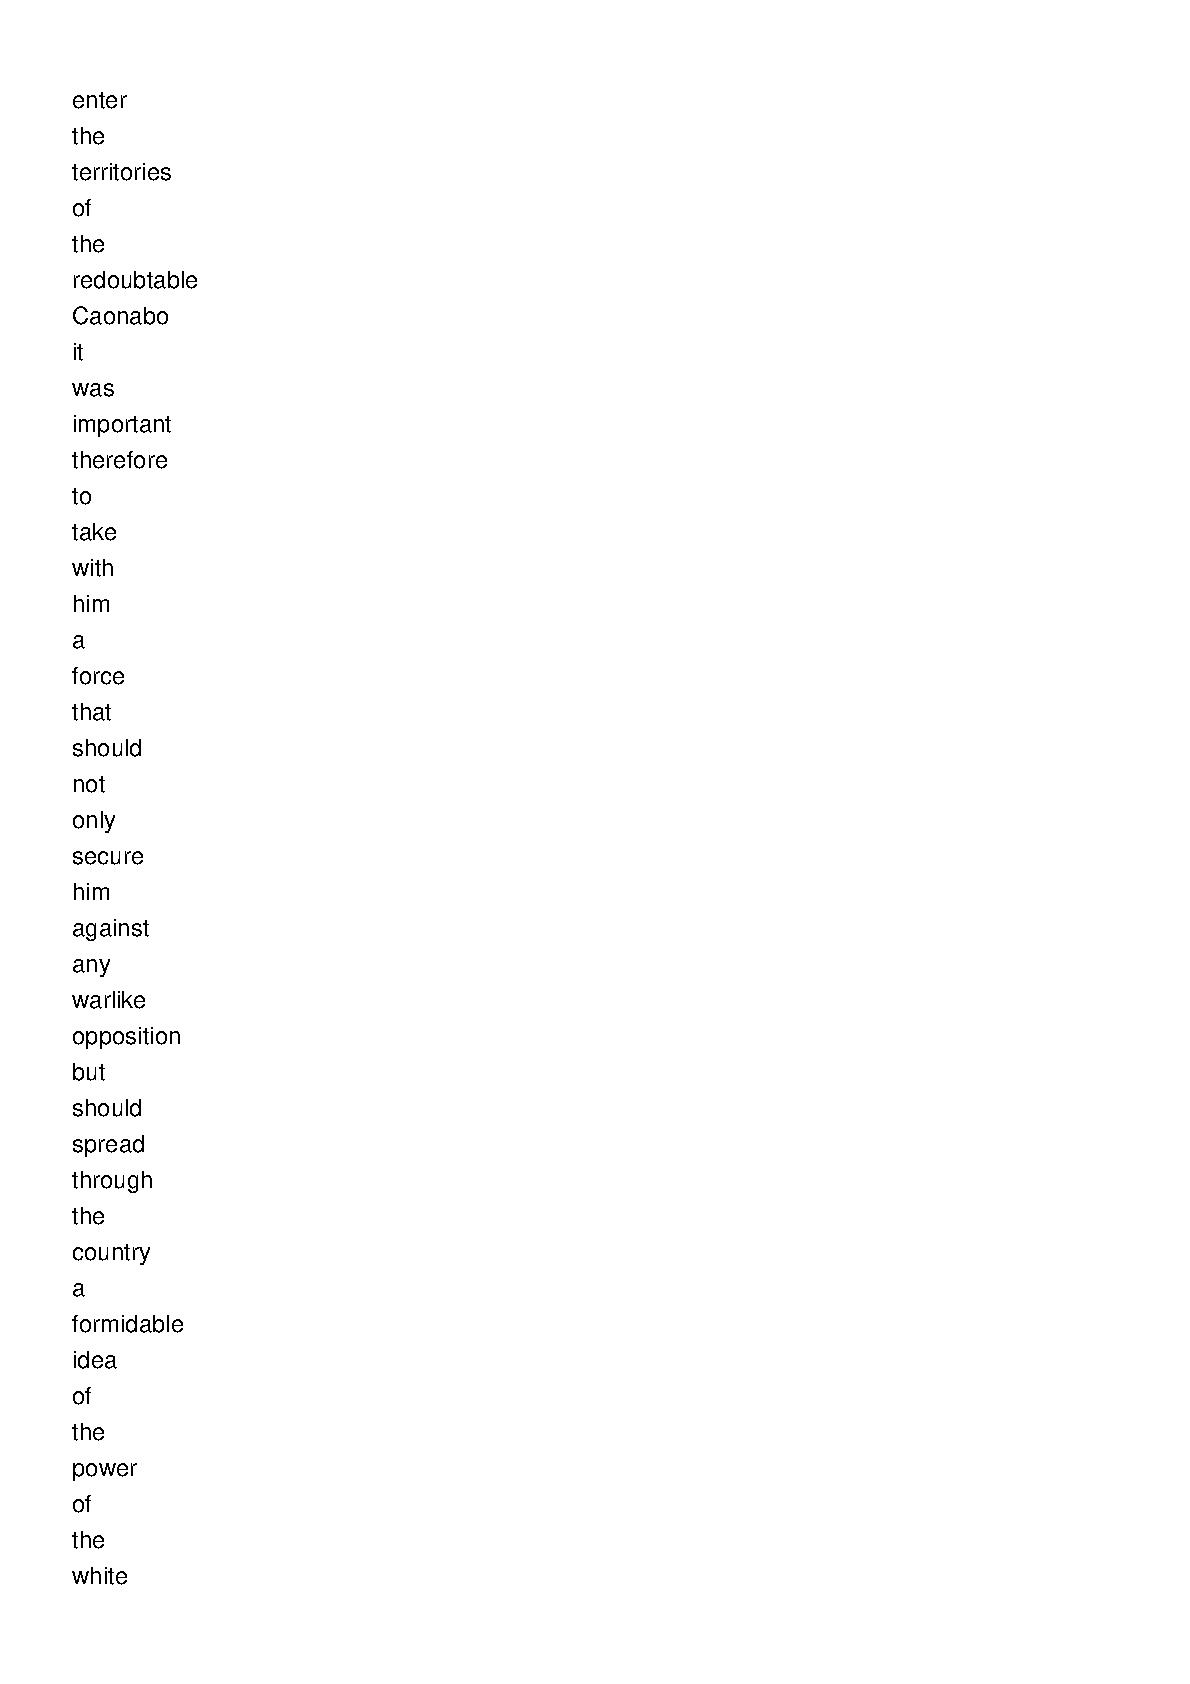 enter
the
territories
of
the
redoubtable
Caonabo
it
was
important
therefore
to
take
with
him
a
force
that
should
not
only
secure
him
against
any
warlike
opposition
but
should
spread
through
the
country
a
formidable
idea
of
the
power
of
the
white